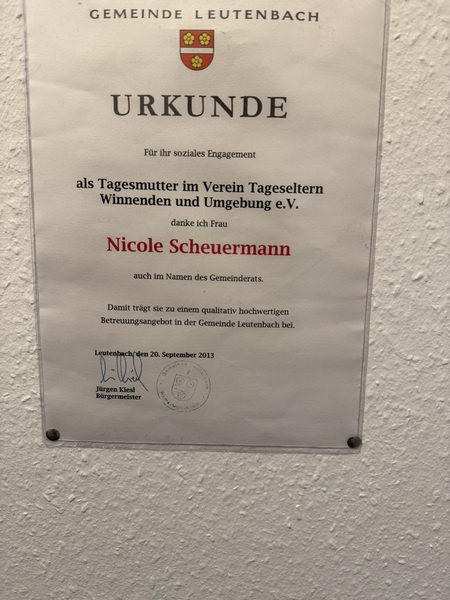 GEMEINDE LEUTENBACH
URKUNDE
Für ihr soziales Engagement
als Tagesmutter im Verein Tageseltern
Winnenden und Umgebung e.V.
danke ich Frau
Nicole Scheuermann
auch im Namen des Gemeinderats.
Damit trägt sie zu einem qualitativ hochwertigen
Betreuungsangebot in der Gemeinde Leutenbach bei.
Leutenbach, den 20. September 2013
Jürgen Kiesl
Bürgermeister